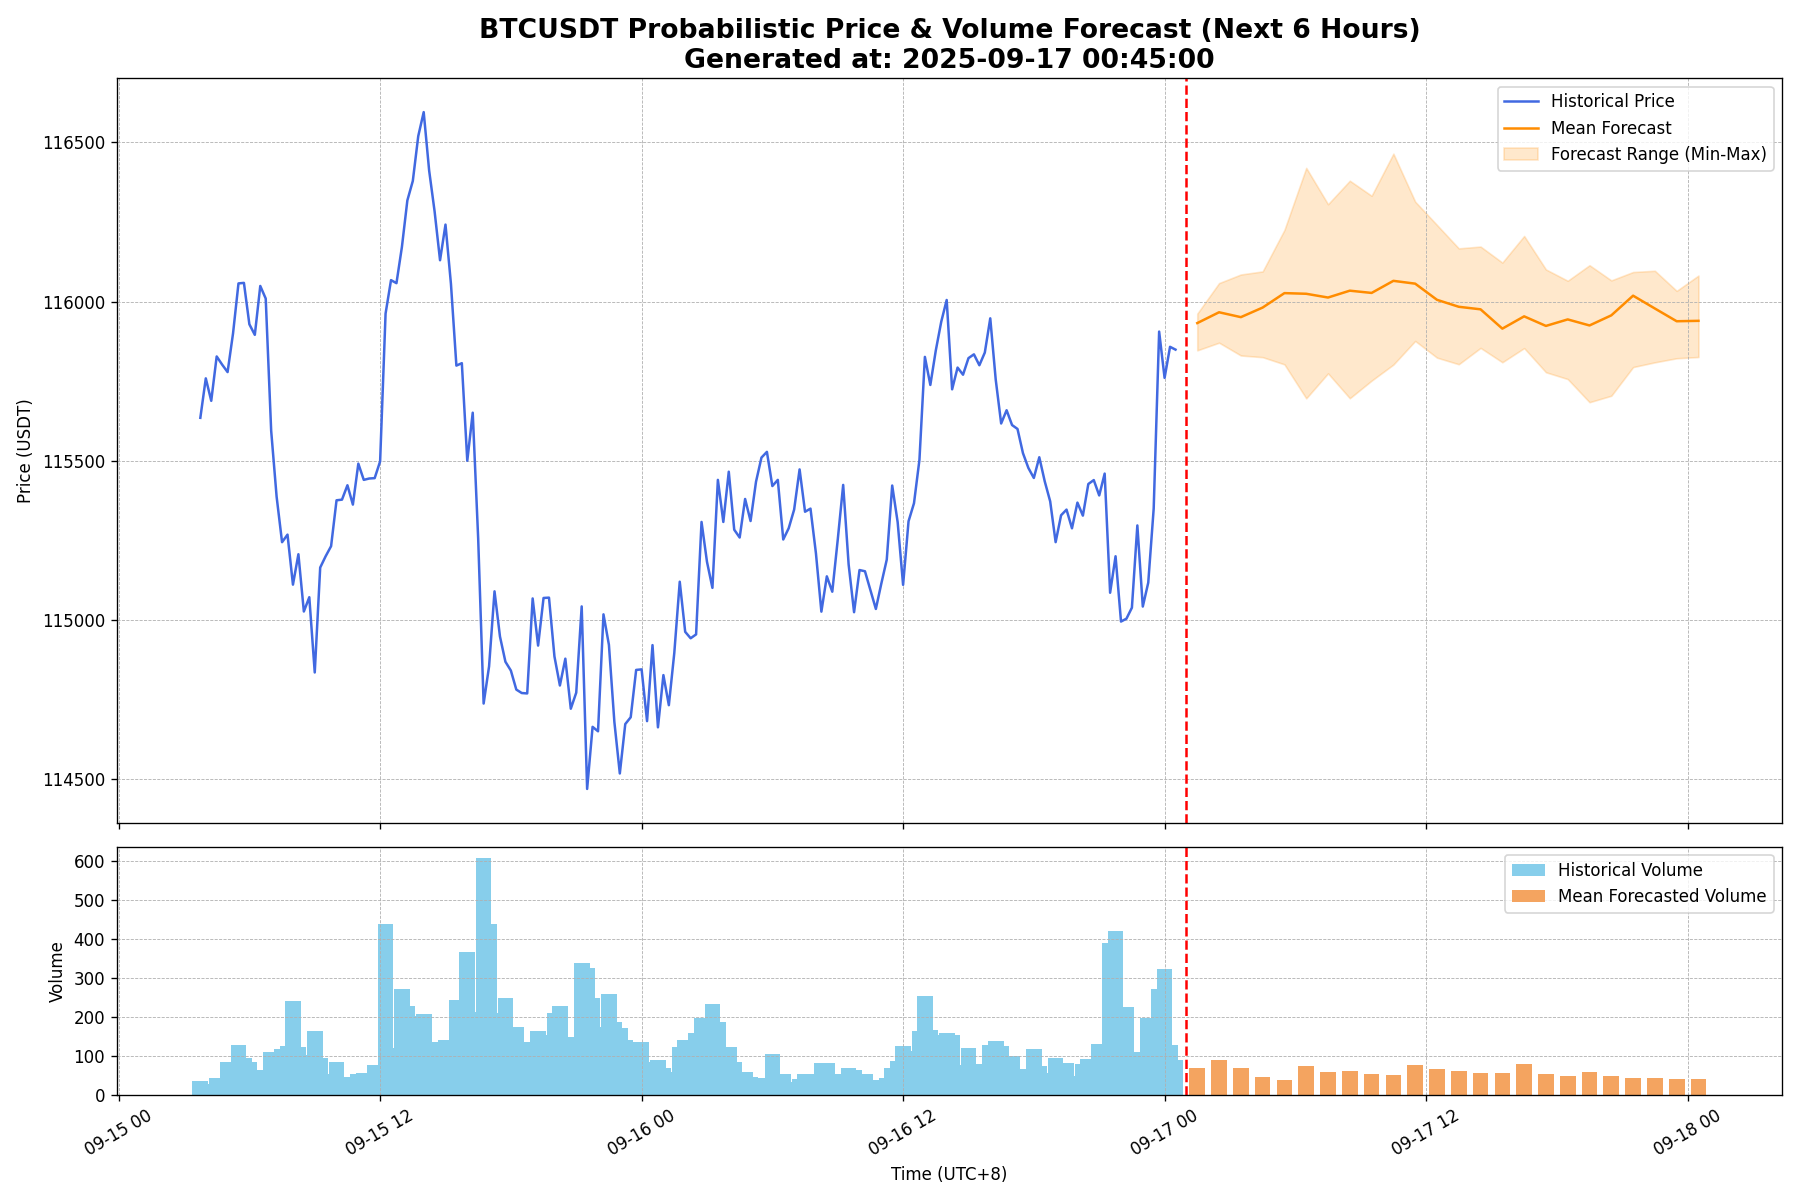 BTCUSDT Probabilistic Price & Volume Forecast (Next 6 Hours)
Generated at: 2025-09-17 00:45:00
Historical Price
Mean Forecast
Forecast Range (Min-Max)
Price (USDT)
116500
116000
115500
115000
114500
Historical Volume
Mean Forecasted Volume
Volume
600
500
400
300
200
100
0
09-15 00
09-15 12
09-16 00
09-16 12
09-17 00
09-17 12
09-18 00
Time (UTC+8)